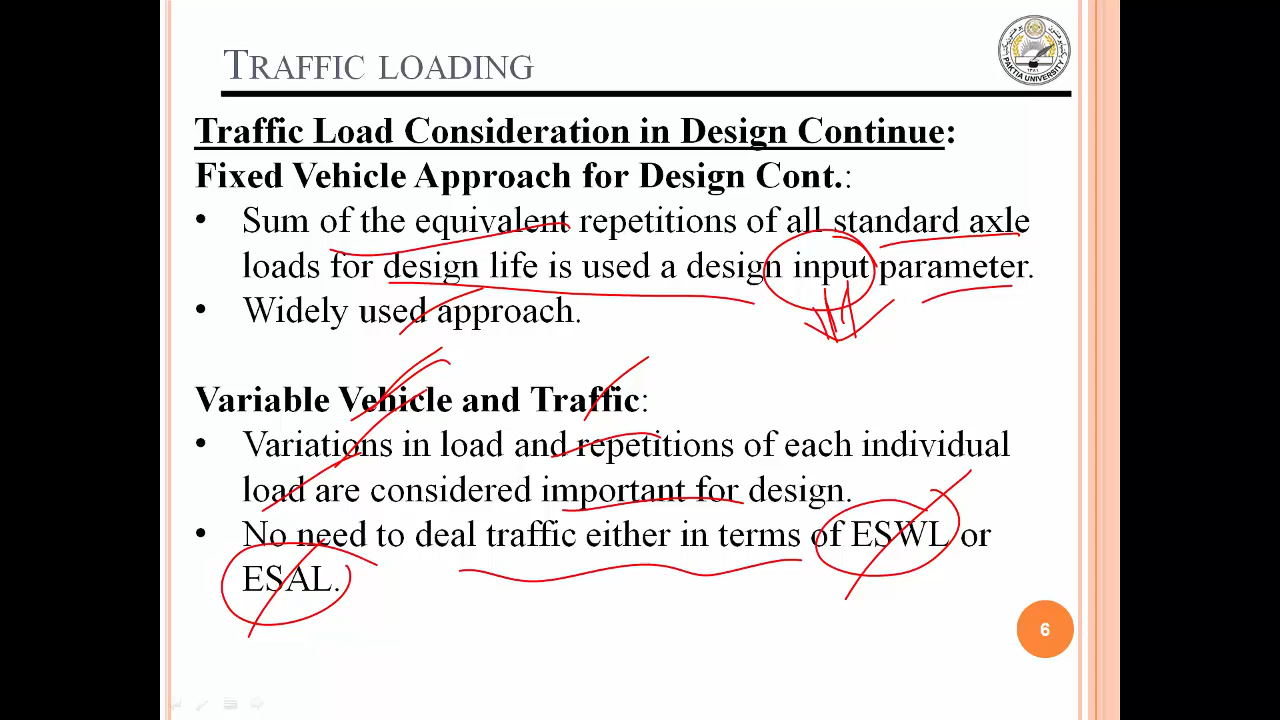 TRAFFIC LOADING
PAKTIA UNIVERSITY
Traffic Load Consideration in Design Continue:
Fixed Vehicle Approach for Design Cont.:
• Sum of the equivalent repetitions of all standard axle
loads for design life is used a design input parameter.
• Widely used approach.
Variable Vehicle and Traffic:
• Variations in load and repetitions of each individual
load are considered important for design.
• No need to deal traffic either in terms of ESWL or
ESAL.
6